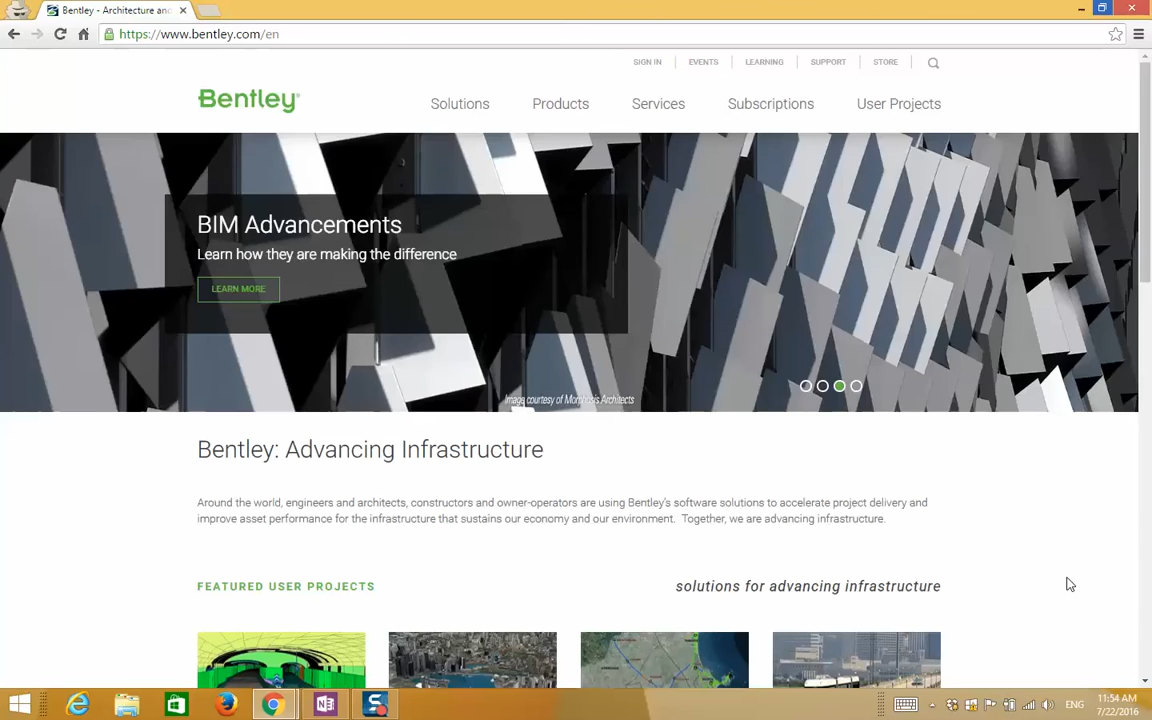 Bentley - Architecture and
https://www.bentley.com/en
SIGN IN
EVENTS
LEARNING
SUPPORT
STORE
Bentley®
Solutions
Products
Services
Subscriptions
User Projects
BIM Advancements
Learn how they are making the difference
LEARN MORE
Image courtesy of Morphosis Architects
Bentley: Advancing Infrastructure
Around the world, engineers and architects, constructors and owner-operators are using Bentley's software solutions to accelerate project delivery and
improve asset performance for the infrastructure that sustains our economy and our environment. Together, we are advancing infrastructure.
FEATURED USER PROJECTS
solutions for advancing infrastructure
ENG
11:54 AM
7/22/2016